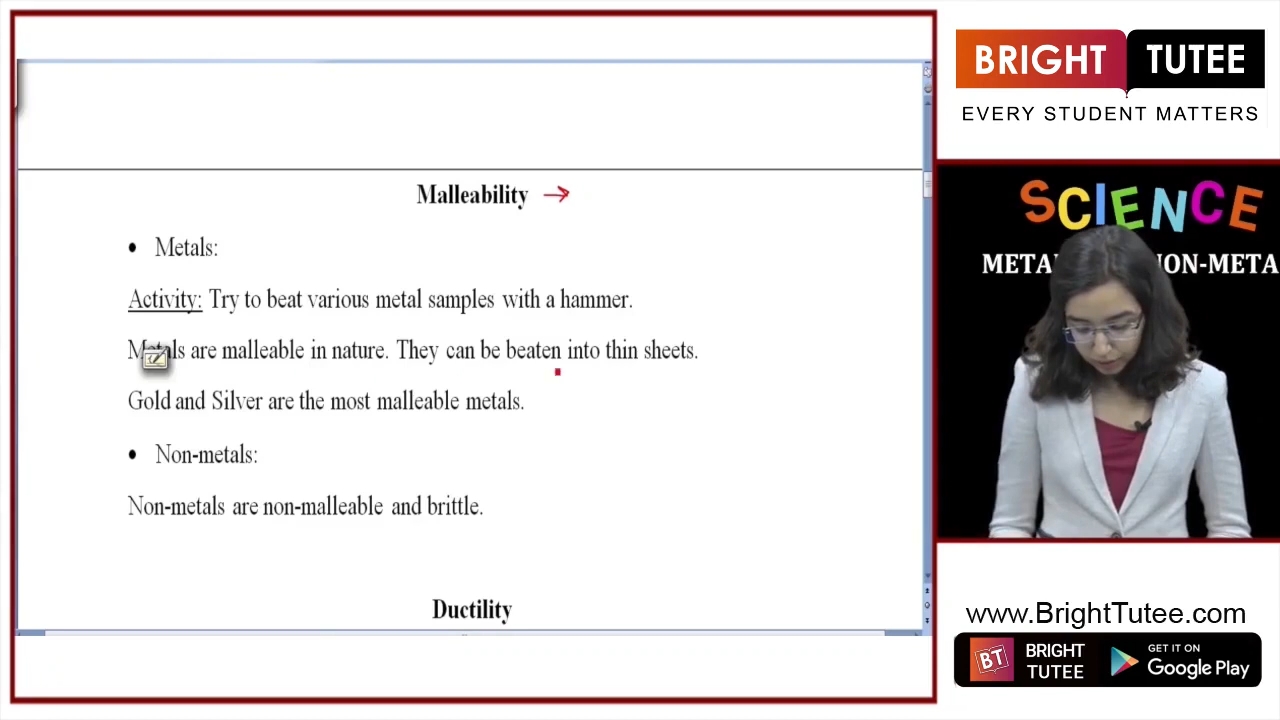 BRIGHT TUTEE
EVERY STUDENT MATTERS
SCIENCE
Malleability →
• Metals:
Activity: Try to beat various metal samples with a hammer.
Metals are malleable in nature. They can be beaten into thin sheets.
Gold and Silver are the most malleable metals.
• Non-metals:
Non-metals are non-malleable and brittle.
Ductility
www.BrightTutee.com
BT BRIGHT TUTEE
GET IT ON
Google Play